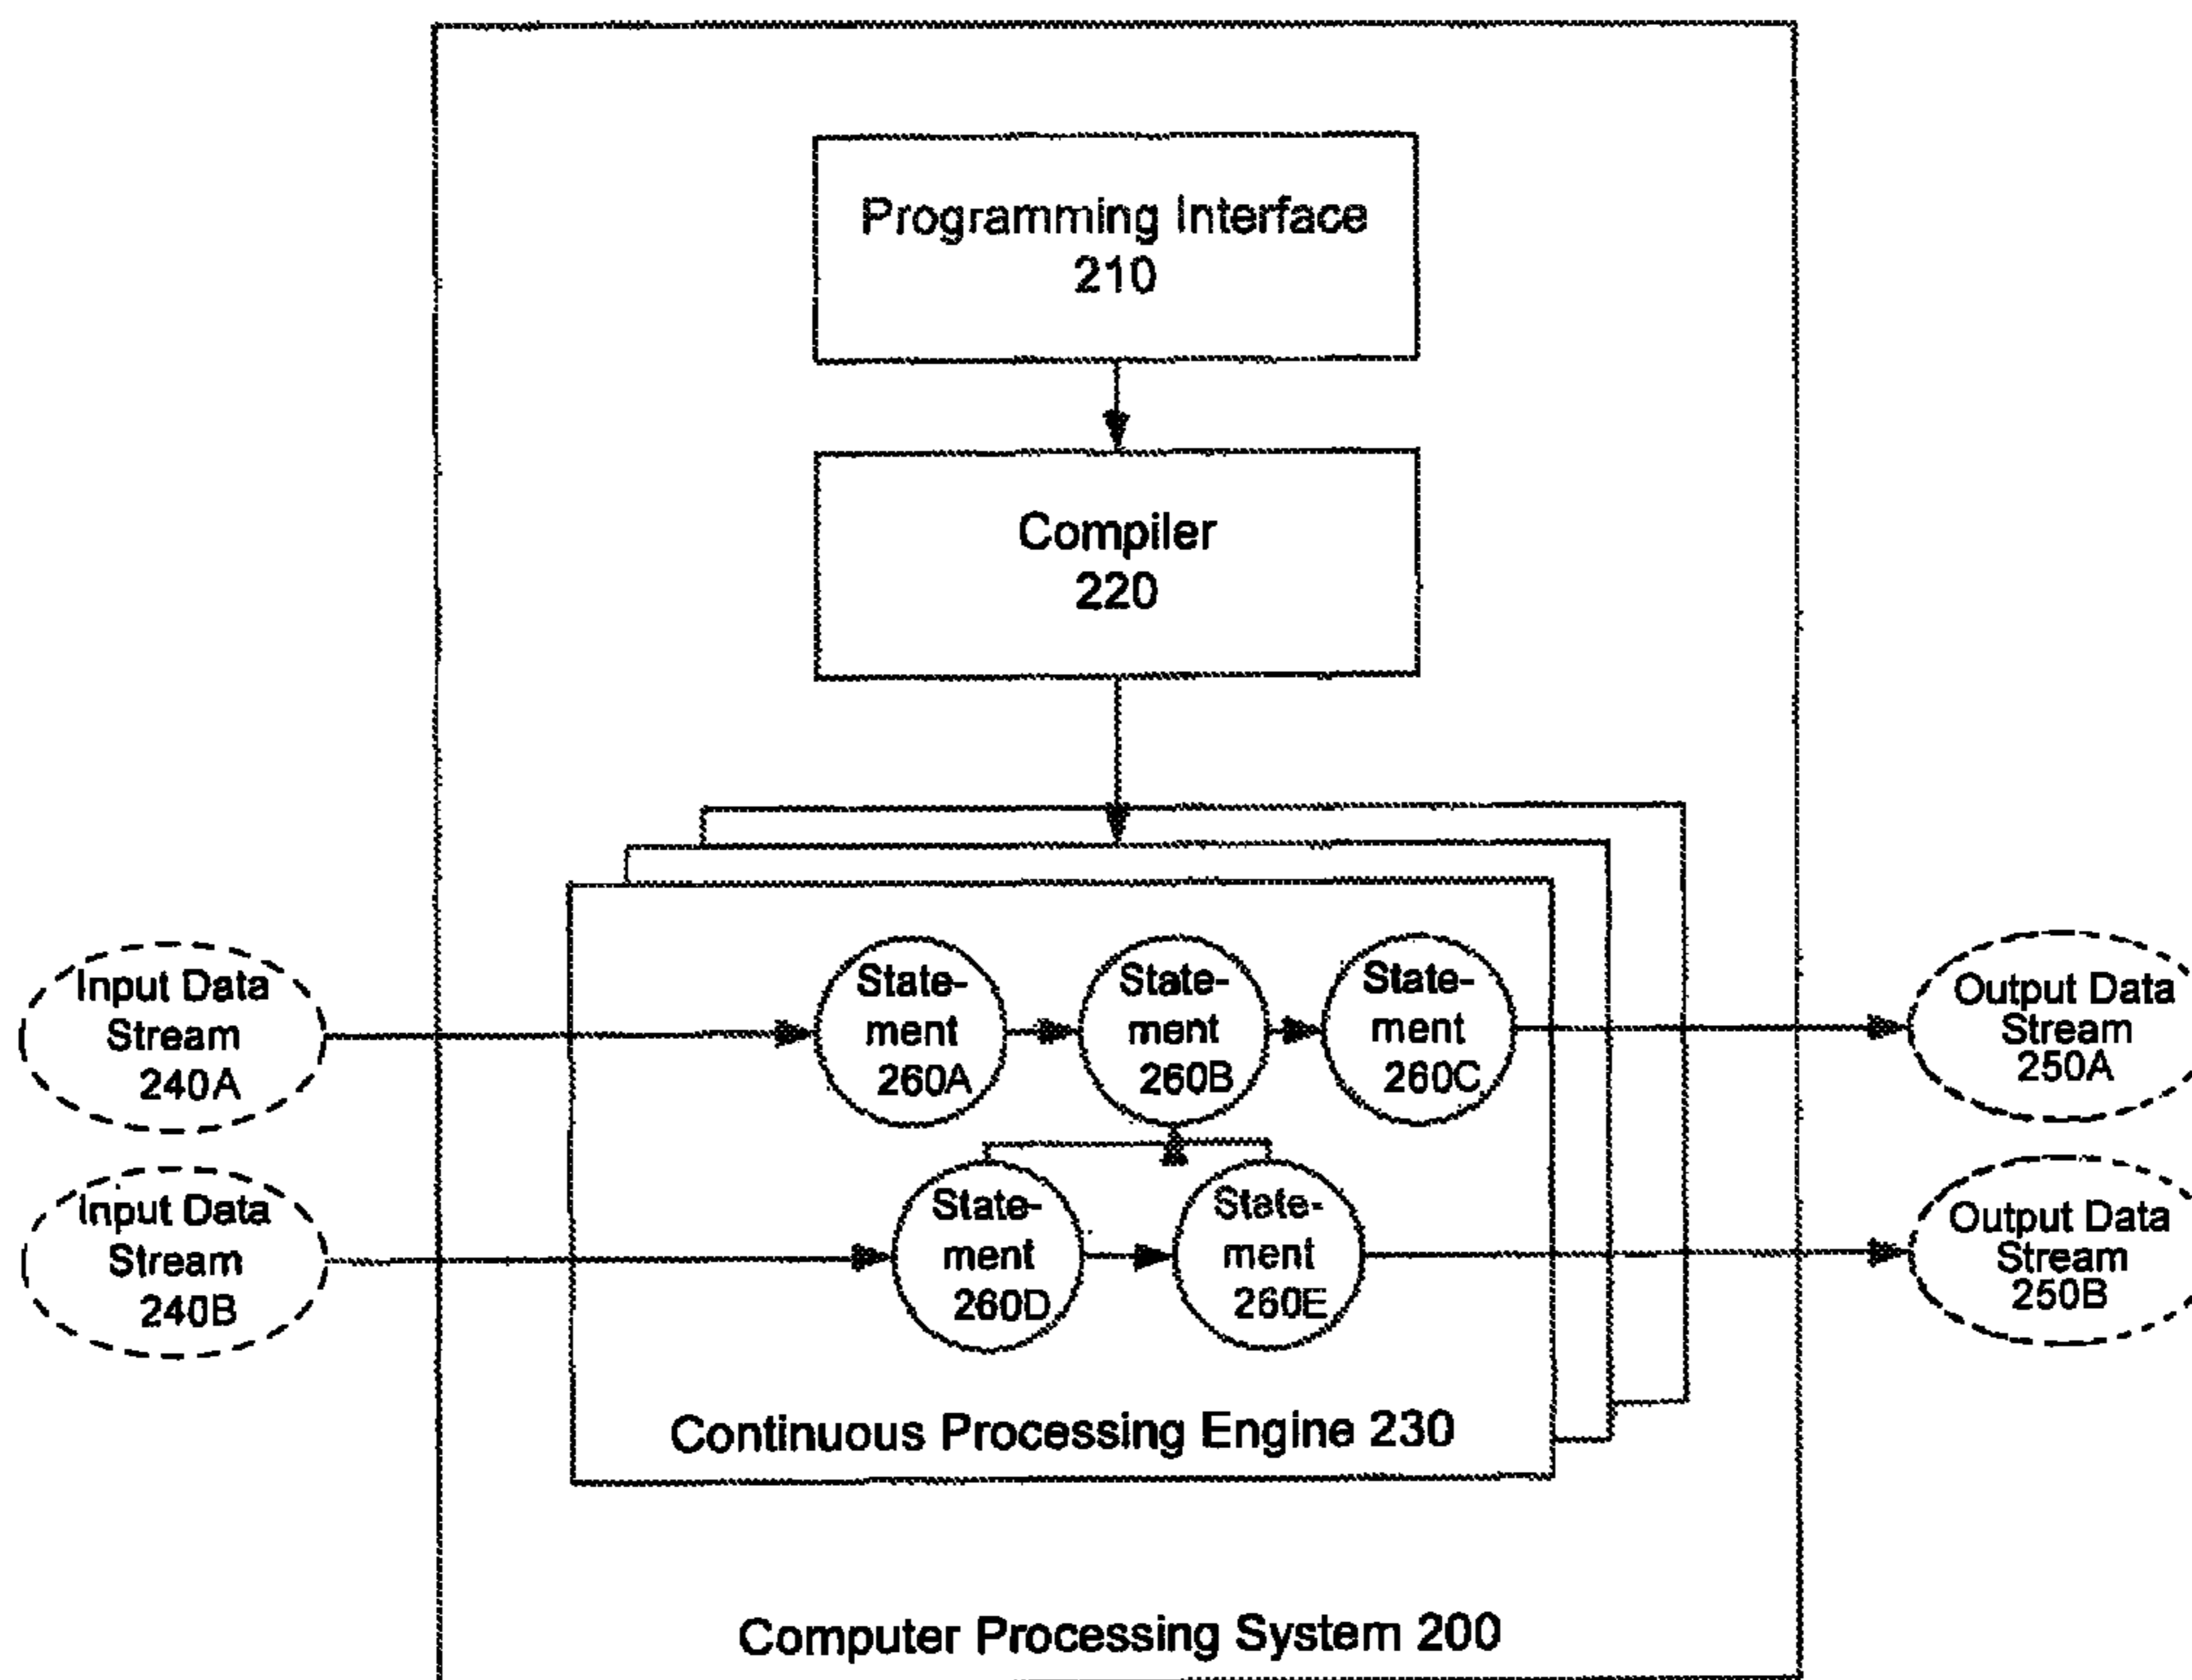 Programming Interface
210
Compiler
220
Input Data
Stream
240A
State-
ment
260A
State-
ment
260B
State-
ment
260C
Output Data
Stream
250A
Input Data
Stream
240B
State-
ment
260D
State-
ment
260E
Output Data
Stream
250B
Continuous Processing Engine 230
Computer Processing System 200